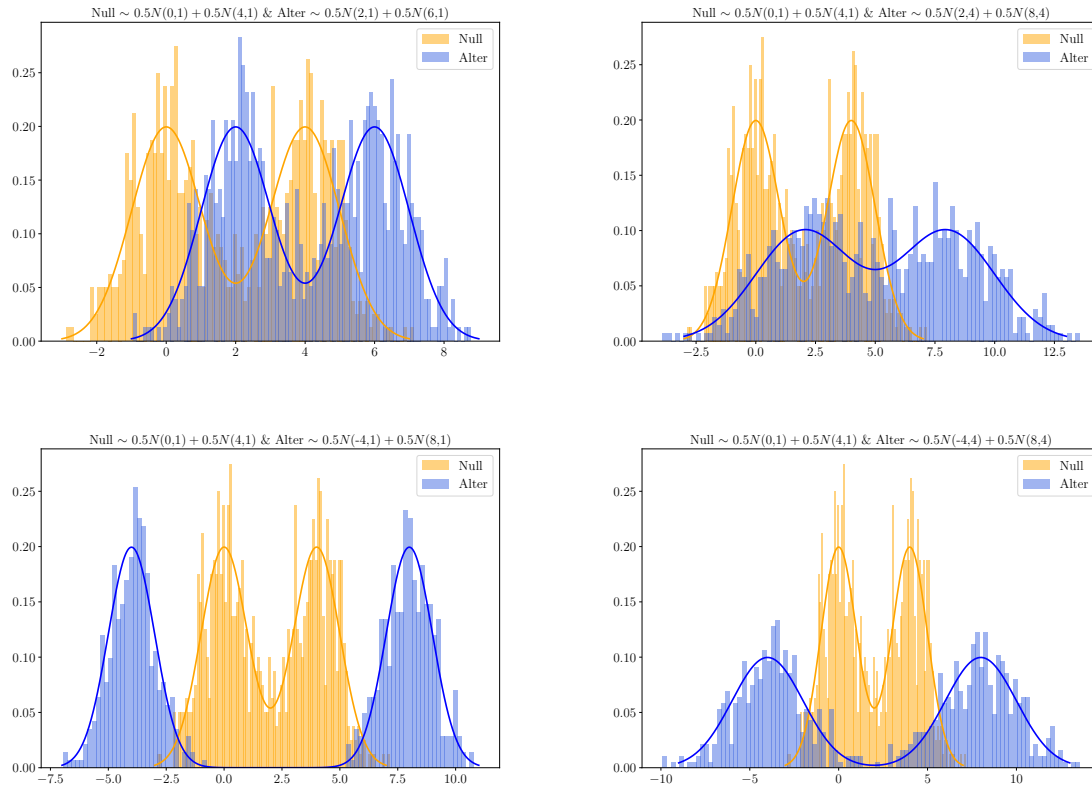 Null ∼ 0.5N(0,1) + 0.5N(4,1) & Alter ∼ 0.5N(2,1) + 0.5N(6,1)
Null
Alter
0.25
0.20
0.15
0.10
0.05
0.00
−2 0 2 4 6 8
Null ∼ 0.5N(0,1) + 0.5N(4,1) & Alter ∼ 0.5N(2,4) + 0.5N(8,4)
Null
Alter
0.25
0.20
0.15
0.10
0.05
0.00
−2.5 0.0 2.5 5.0 7.5 10.0 12.5
Null ∼ 0.5N(0,1) + 0.5N(4,1) & Alter ∼ 0.5N(-4,1) + 0.5N(8,1)
Null
Alter
0.25
0.20
0.15
0.10
0.05
0.00
−7.5 −5.0 −2.5 0.0 2.5 5.0 7.5 10.0
Null ∼ 0.5N(0,1) + 0.5N(4,1) & Alter ∼ 0.5N(-4,4) + 0.5N(8,4)
Null
Alter
0.25
0.20
0.15
0.10
0.05
0.00
−10 −5 0 5 10